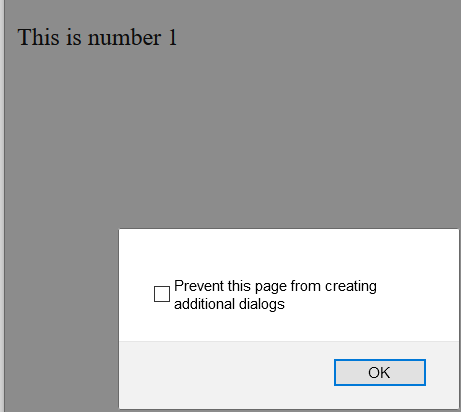 This is number 1
Prevent this page from creating
additional dialogs
OK